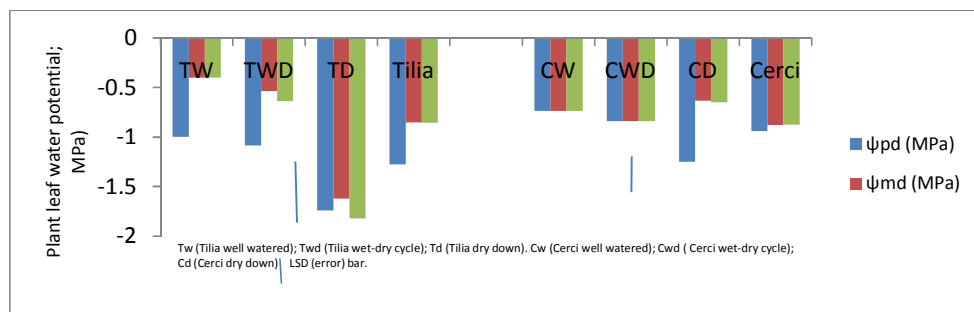 Plant leaf water potential;
MPa)
0
-0.5
-1
-1.5
-2
TW TWD TD Tilia CW CWD CD Cerci
ψpd (MPa)
ψmd (MPa)
Tw (Tilia well watered); Twd (Tilia wet-dry cycle); Td (Tilia dry down). Cw (Cerci well watered); Cwd ( Cerci wet-dry cycle);
Cd (Cerci dry down) LSD (error) bar.